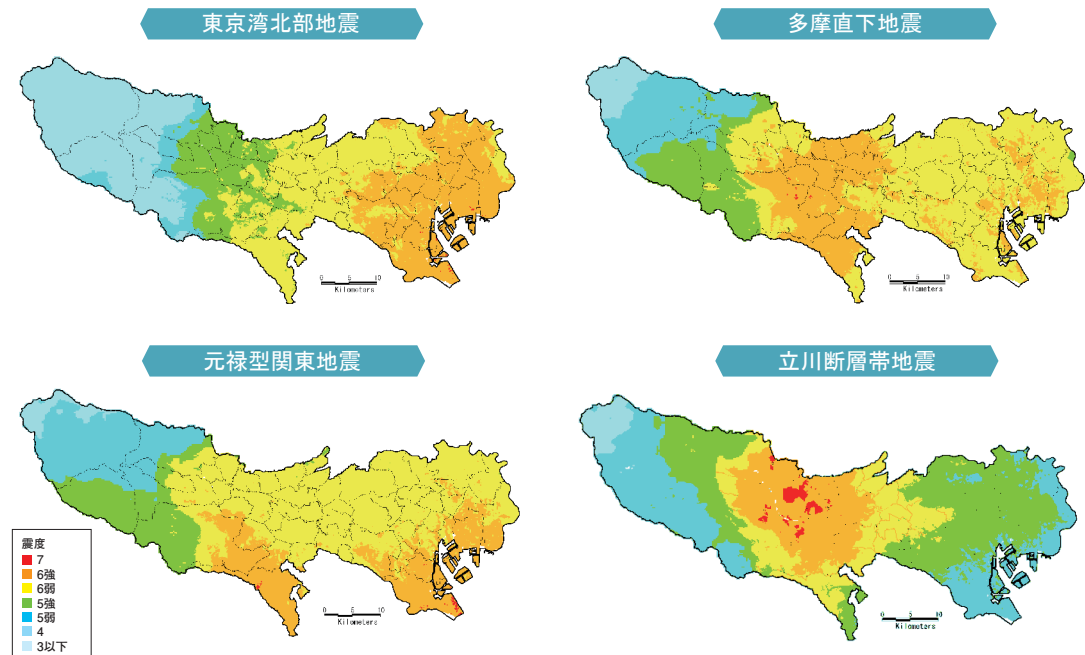 東京湾北部地震
多摩直下地震
0 5 10
Kilometers
0 5 10
Kilometers
元禄型関東地震
立川断層帯地震
震度
7
6強
6弱
5強
5弱
4
3以下
0 5 10
Kilometers
0 5 10
Kilometers